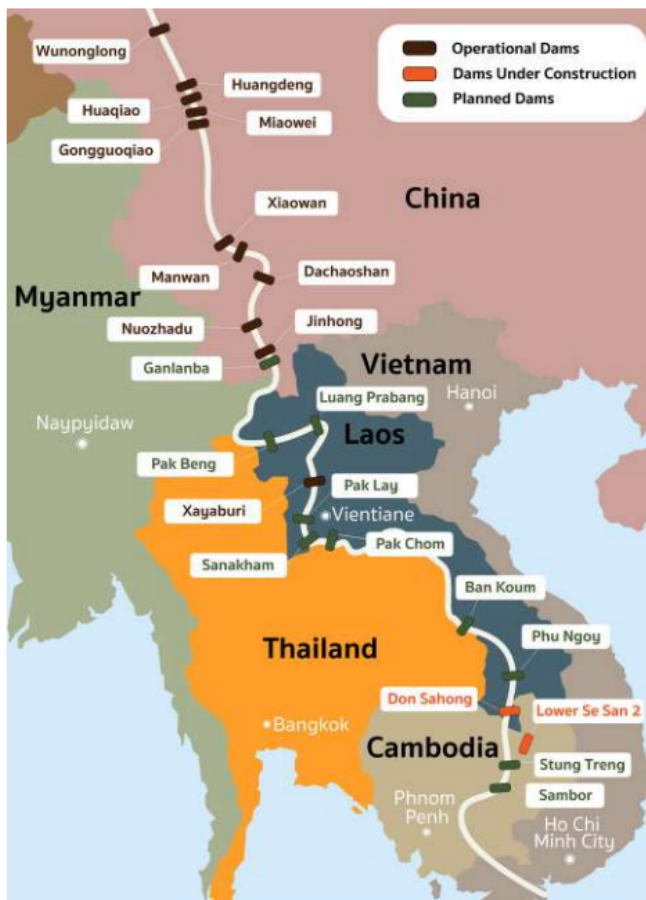 Operational Dams
Dams Under Construction
Planned Dams
Wunonglong
Huangdeng
Huaqiao
Miaowei
Gongguoqiao
China
Xiaowan
Manwan
Dachaoshan
Myanmar
Nuozhadu
Jinhong
Ganlanba
Vietnam
Hanoi
Luang Prabang
Naypyidaw
Laos
Pak Beng
Pak Lay
Xayaburi
Vientiane
Pak Chom
Sanakham
Ban Koum
Phu Ngoy
Thailand
Don Sahong
Lower Se San 2
Bangkok
Cambodia
Stung Treng
Sambor
Phnom
Penh
Ho Chi
Minh City